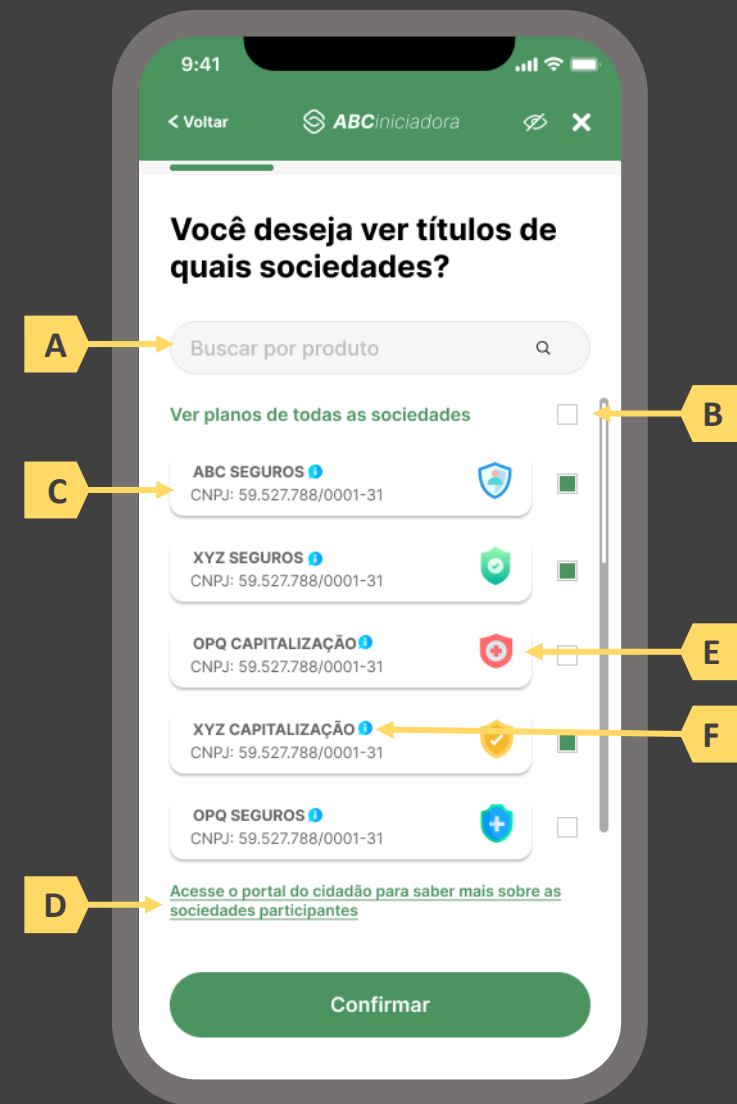 9:41
< Voltar
ABCiniciadora
Você deseja ver títulos de
quais sociedades?
A
Buscar por produto
Ver planos de todas as sociedades
B
C
ABC SEGUROS
CNPJ: 59.527.788/0001-31
XYZ SEGUROS
CNPJ: 59.527.788/0001-31
OPQ CAPITALIZAÇÃO
CNPJ: 59.527.788/0001-31
E
XYZ CAPITALIZAÇÃO
CNPJ: 59.527.788/0001-31
F
OPQ SEGUROS
CNPJ: 59.527.788/0001-31
D
Acesse o portal do cidadão para saber mais sobre as
sociedades participantes
Confirmar